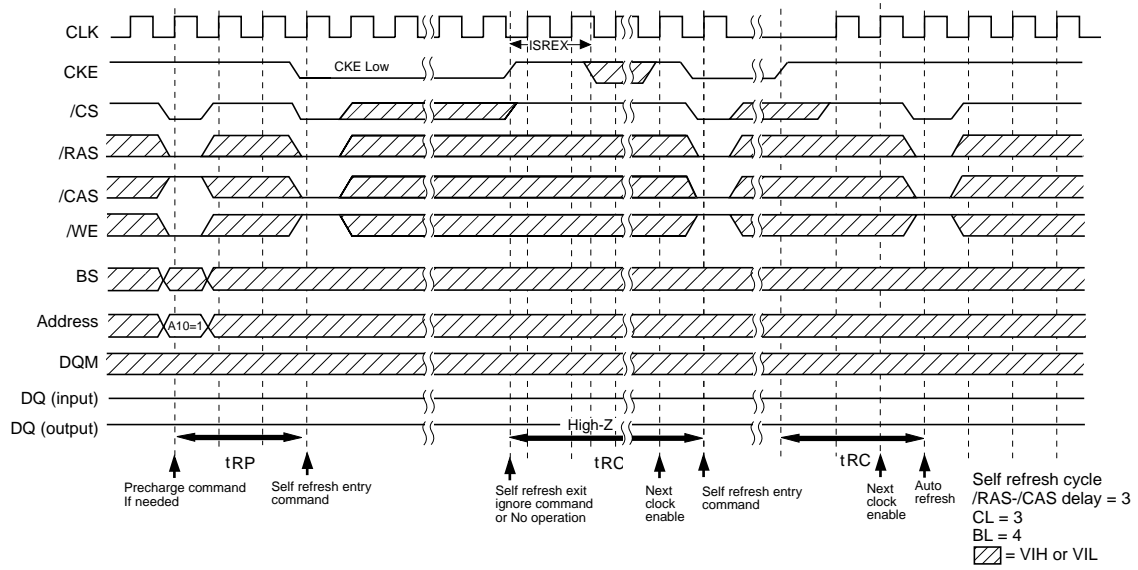 CLK
ISREX
CKE
CKE Low
/CS
/RAS
/CAS
/WE
BS
Address
A10=1
DQM
DQ (input)
DQ (output)
High-Z
tRP
tRC
tRC
Precharge command
If needed
Self refresh entry
command
Self refresh exit
ignore command
or No operation
Next
clock
enable
Self refresh entry
command
Next
clock
enable
Auto
refresh
Self refresh cycle
/RAS-/CAS delay = 3
CL = 3
BL = 4
= VIH or VIL